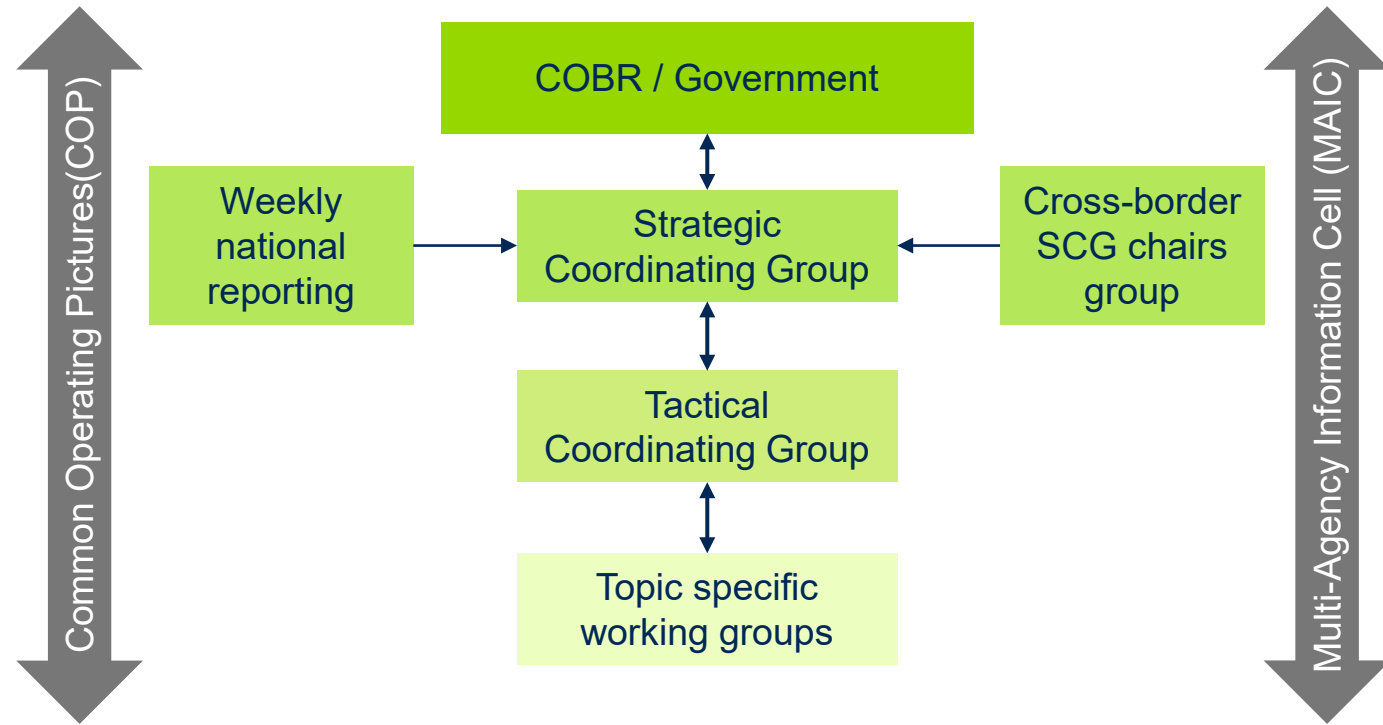 Common Operating Pictures(COP)
COBR / Government
Weekly
national
reporting
Strategic
Coordinating Group
Cross-border
SCG chairs
group
Tactical
Coordinating Group
Topic specific
working groups
Multi-Agency Information Cell (MAIC)